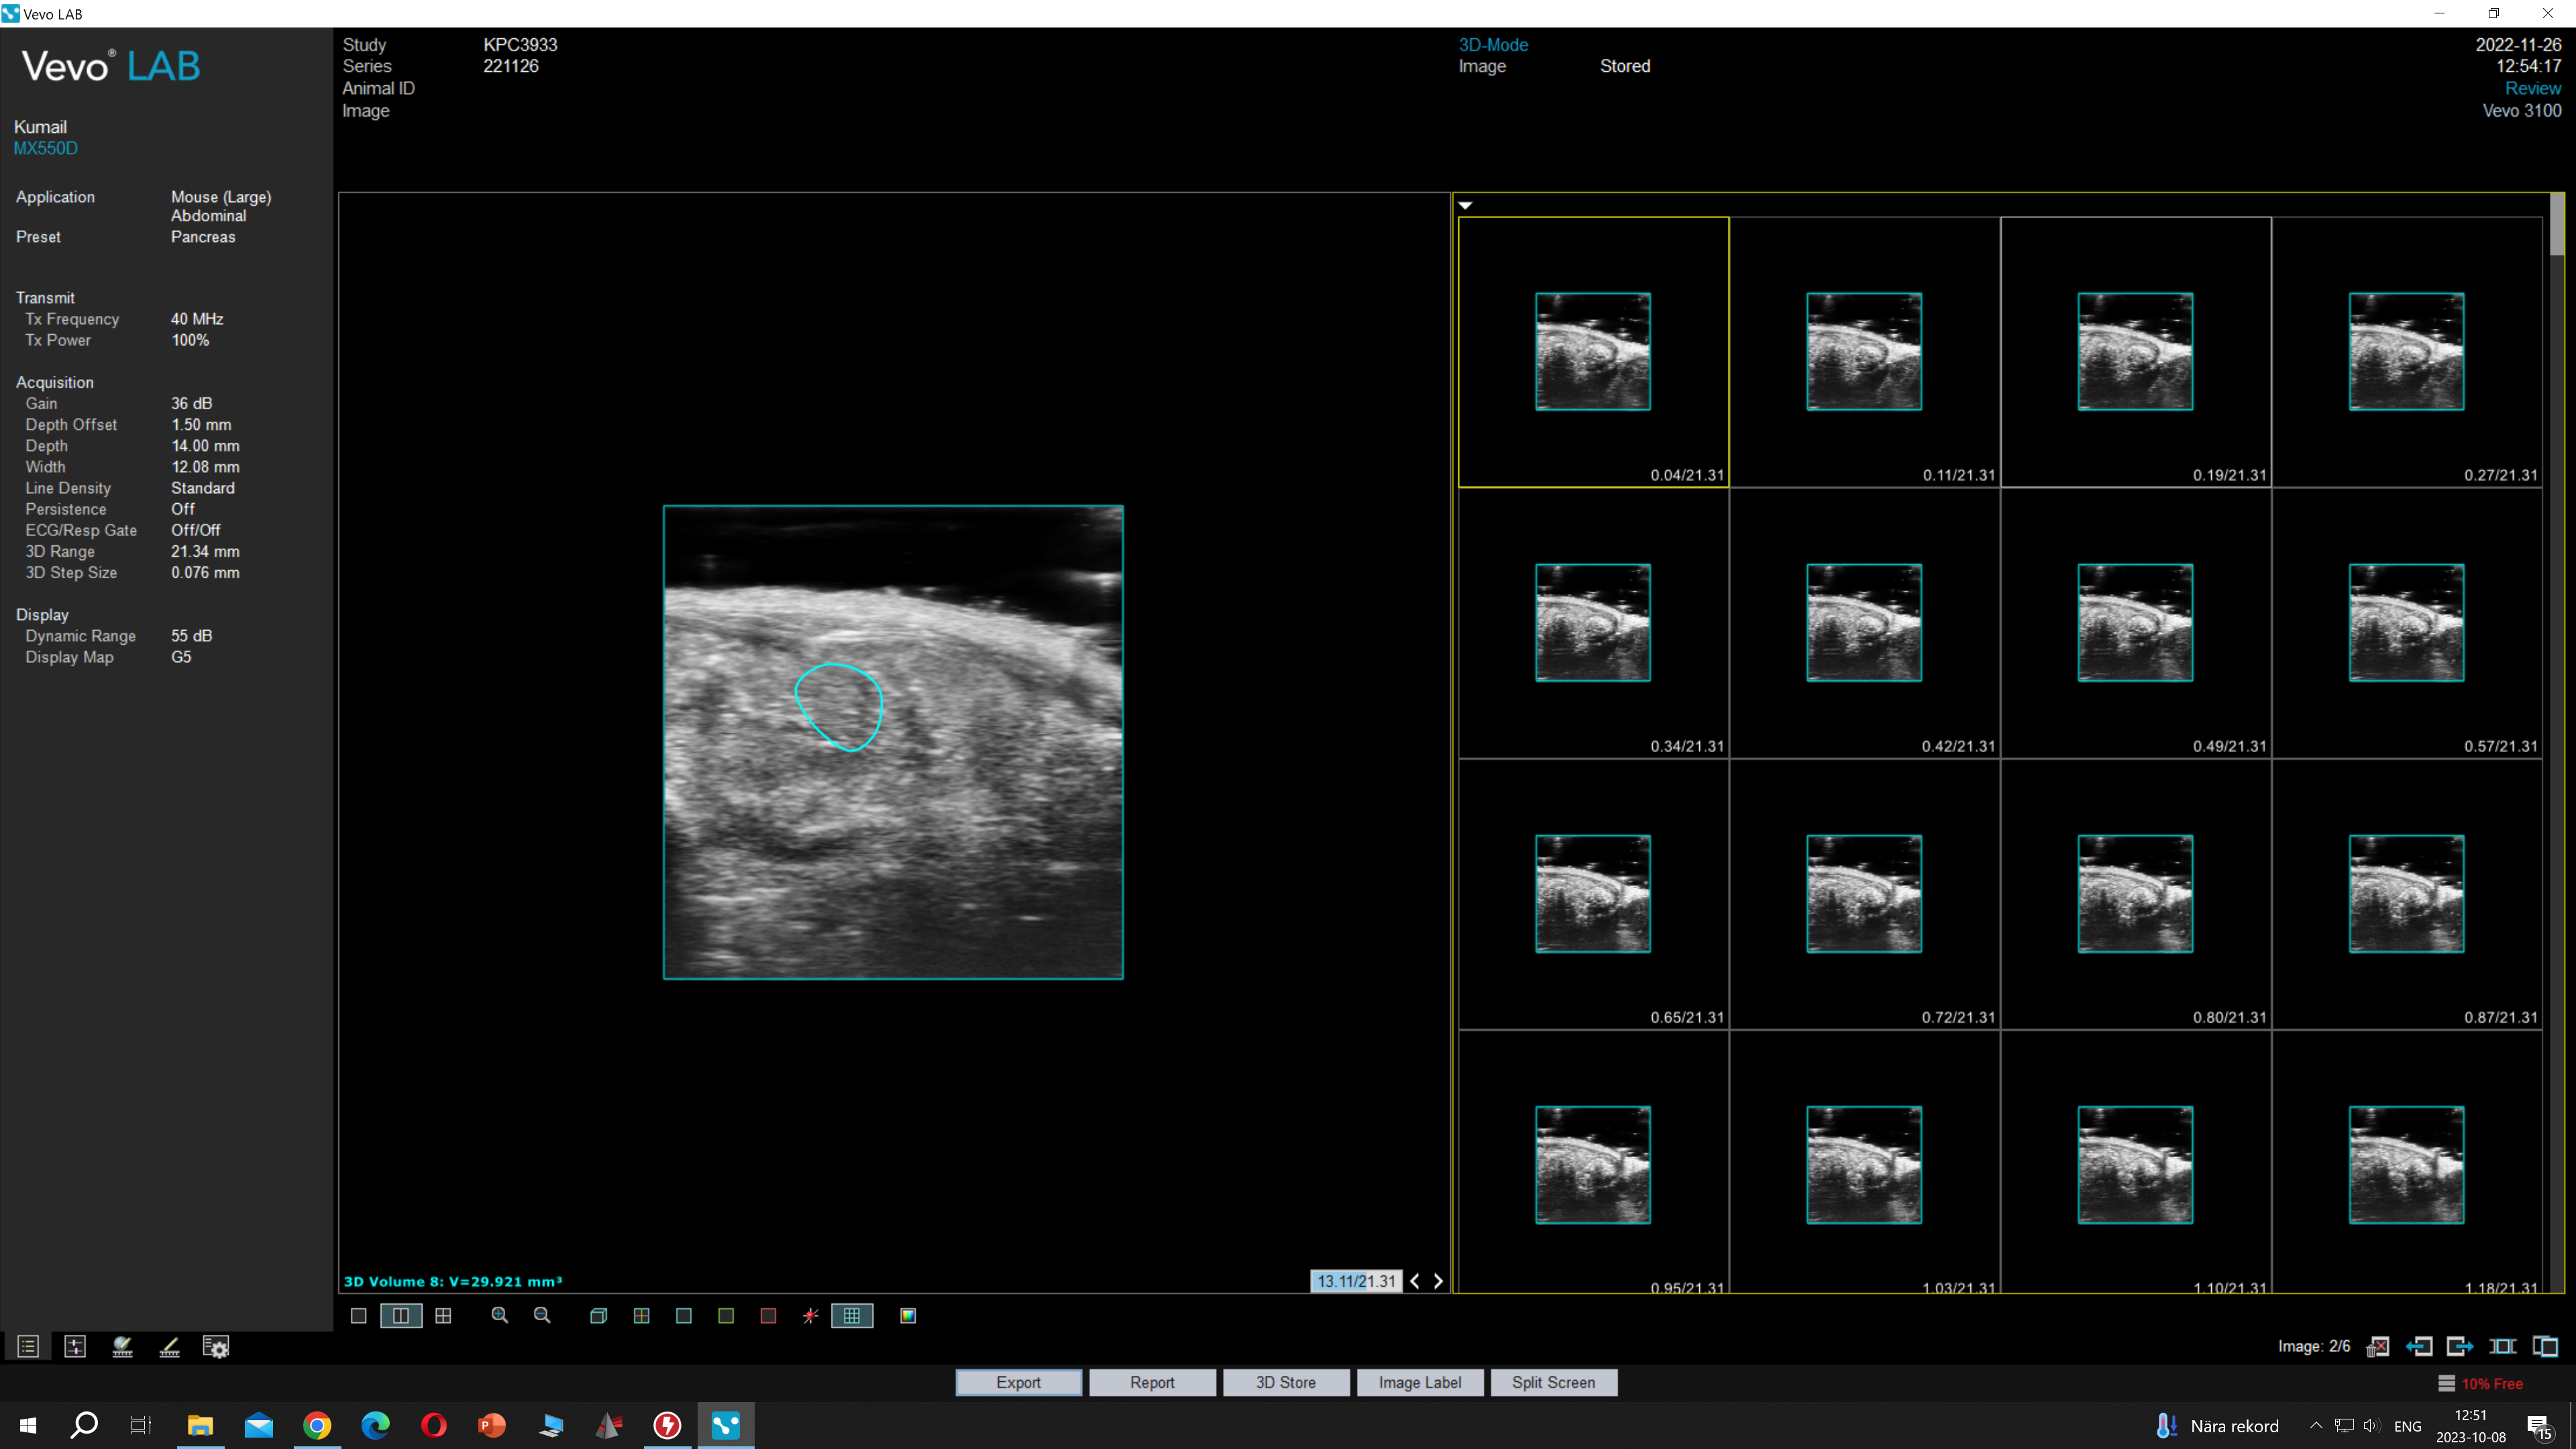 Vevo LAB
Vevo® LAB
Kumail
MX550D
Application Mouse (Large)
Abdominal
Preset Pancreas
Transmit
Tx Frequency 40 MHz
Tx Power 100%
Acquisition
Gain 36 dB
Depth Offset 1.50 mm
Depth 14.00 mm
Width 12.08 mm
Line Density Standard
Persistence Off
ECG/Resp Gate Off/Off
3D Range 21.34 mm
3D Step Size 0.076 mm
Display
Dynamic Range 55 dB
Display Map G5
Study KPC3933
Series 221126
Animal ID
Image
3D-Mode
Image Stored
2022-11-26
12:54:17
Review
Vevo 3100
0.04/21.31 0.11/21.31 0.19/21.31 0.27/21.31
0.34/21.31 0.42/21.31 0.49/21.31 0.57/21.31
0.65/21.31 0.72/21.31 0.80/21.31 0.87/21.31
0.95/21.31 1.03/21.31 1.10/21.31 1.18/21.31
3D Volume 8: V=29.921 mm³
13.11/21.31
Image: 2/6
Export Report 3D Store Image Label Split Screen
10% Free
Nära rekord
ENG
12:51
2023-10-08
15